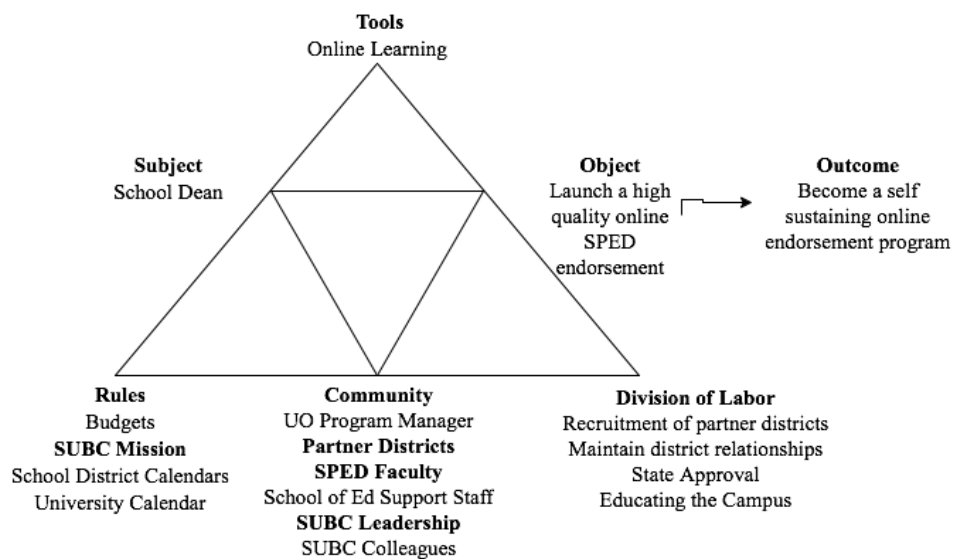 Tools
Online Learning
Subject
School Dean
Object
Launch a high
quality online
SPED
endorsement
Outcome
Become a self
sustaining online
endorsement program
Rules
Budgets
SUBC Mission
School District Calendars
University Calendar
Community
UO Program Manager
Partner Districts
SPED Faculty
School of Ed Support Staff
SUBC Leadership
SUBC Colleagues
Division of Labor
Recruitment of partner districts
Maintain district relationships
State Approval
Educating the Campus